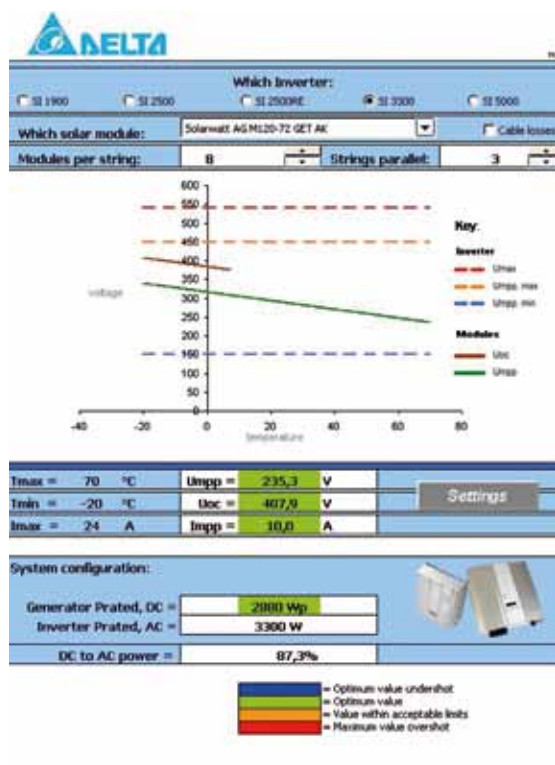 DELTA
Which Inverter:
SI 1900 SI 2500 SI 2500RE SI 3300 SI 5000
Which solar module: Solarwatt AG M120-72 GET AK Cable losses
Modules per string: 8 Strings parallel: 3
600
550
500
450
400
350
300
250
200
150
100
50
0
voltage
-40 -20 0 20 40 60 80
temperature
Key:
Inverter
Umax
Umpp, max
Umpp, min
Modules
Uoc
Umpp
Tmax = 70 °C Umpp = 235,3 V
Tmin = -20 °C Uoc = 407,9 V
Imax = 24 A Impp = 10,0 A
Settings
System configuration:
Generator Prated, DC = 2880 Wp
Inverter Prated, AC = 3300 W
DC to AC power = 87,3%
= Optimum value undershot
= Optimum value
= Value within acceptable limits
= Maximum value overshot